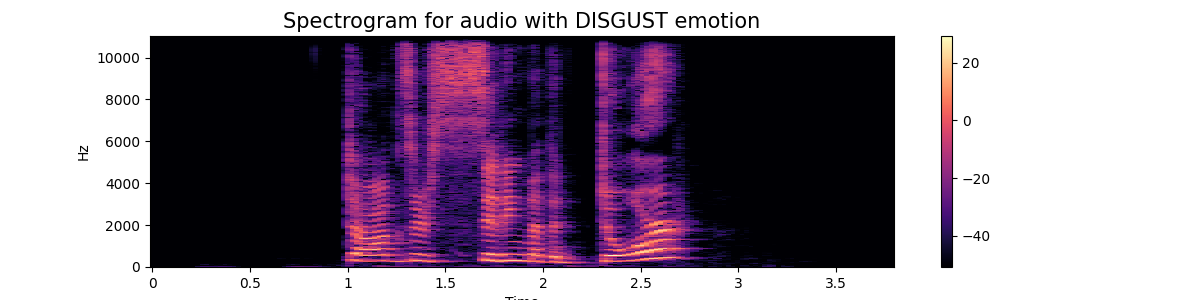 Spectrogram for audio with DISGUST emotion
10000
8000
6000
4000
2000
0
Hz
0 0.5 1 1.5 2 2.5 3 3.5
Time
20
0
−20
−40